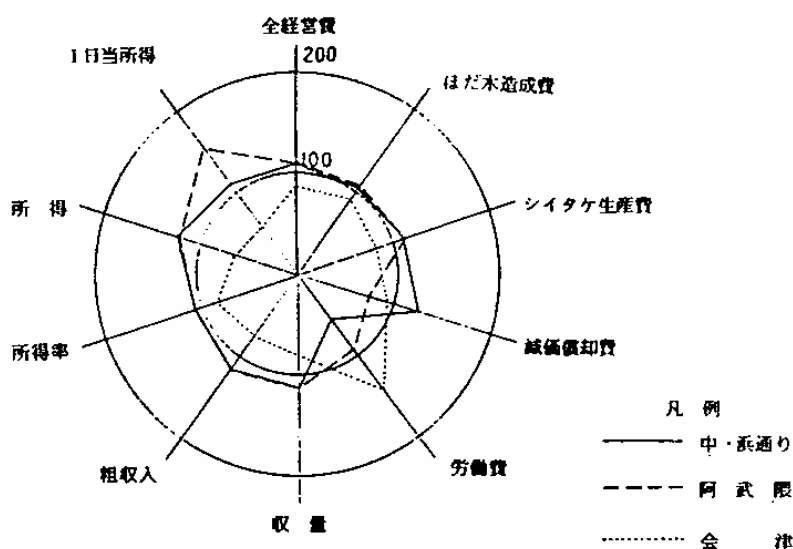 全経営費
200
1日当所得
ほだ木造成費
100
所 得
シイタケ生産費
所得率
減価償却費
粗収入
労働費
収 量
凡 例
中・浜通り
阿 武 隈
会 津